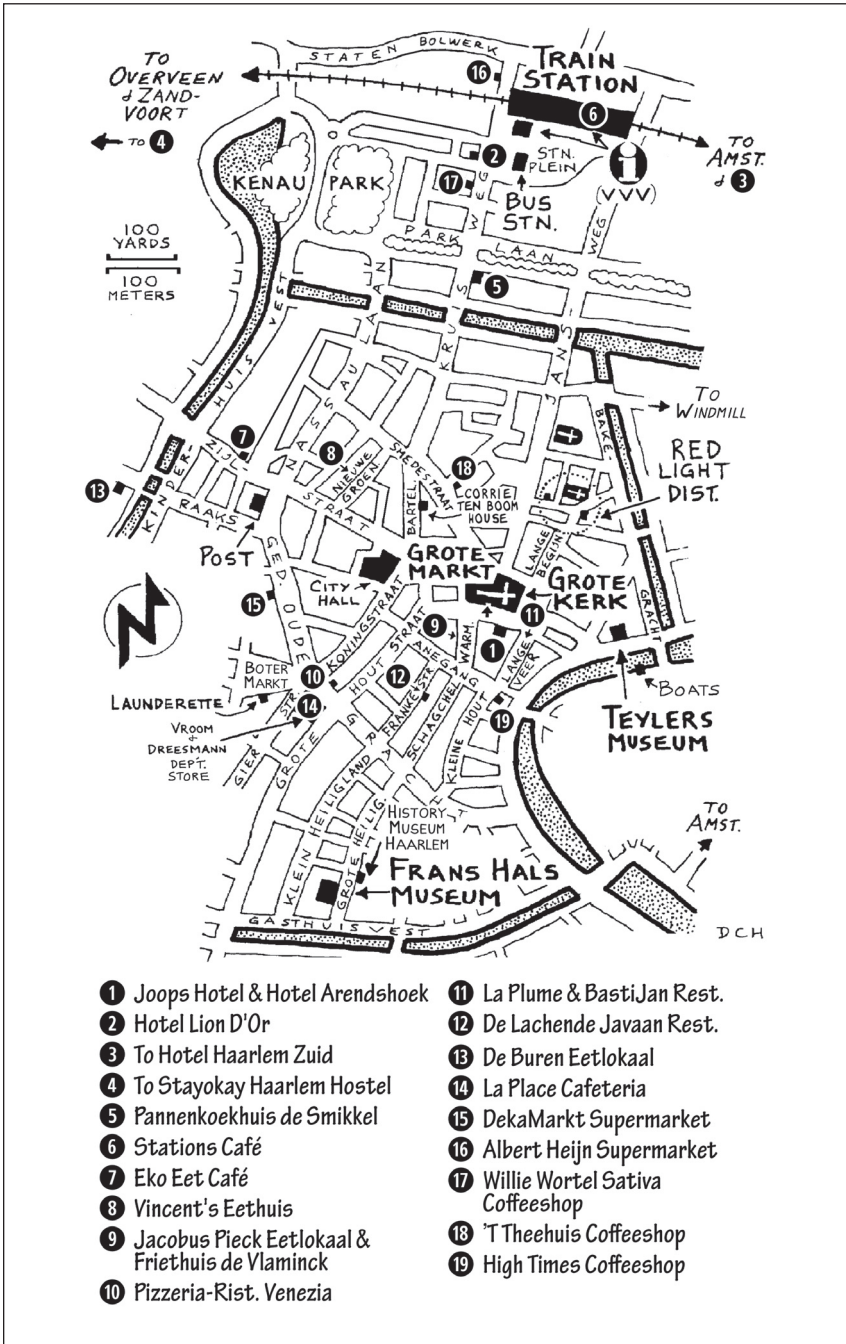 STATEN BOLWERK
TO
OVERVEEN
& ZAND-
VOORT
TO 4
16
TRAIN
STATION
6
TO
AMST.
& 3
2
STN.
PLEIN
i
(VVV)
KENAU PARK
17
BUS
STN.
WEG
PARK LAAN
WEG
100
YARDS
100
METERS
5
HUIS VEST
NASSAULAAN
KRUIS
JANS-
TO
WINDMILL
BAKE
RED
LIGHT
DIST.
7
ZIJL
STRAAT
8
NIEUWE
GROEN
SMEDESTRAAT
18
13
KINDER-
RAAKS
BARTEL
CORRIE
TEN BOOM
HOUSE
POST
LANGE
BEGIJN
GROTE
MARKT
CITY
HALL
GROTE
KERK
GRACHT
15
GED. OUDE
KONINGSTRAAT
9
WARM.
11
1
LANGE
VEER
HOUT STRAAT
ANEGANG
BOTER
MARKT
10
12
FRANKESTR
SCHAGCHEL
KLEINE HOUT
19
BOATS
LAUNDERETTE
14
TEYLERS
MUSEUM
VROOM
&
DREESMANN
DEP'T.
STORE
GIER STR
GROTE
GRACHT
KLEIN HEILIGLAND
GROTE HEILIG
HISTORY
MUSEUM
HAARLEM
TO
AMST.
FRANS HALS
MUSEUM
GASTHUISVEST
DCH
1 Joops Hotel & Hotel Arendshoek
2 Hotel Lion D'Or
3 To Hotel Haarlem Zuid
4 To Stayokay Haarlem Hostel
5 Pannenkoekhuis de Smikkel
6 Stations Café
7 Eko Eet Café
8 Vincent's Eethuis
9 Jacobus Pieck Eetlokaal &
Friethuis de Vlaminck
10 Pizzeria-Rist. Venezia
11 La Plume & BastiJan Rest.
12 De Lachende Javaan Rest.
13 De Buren Eetlokaal
14 La Place Cafeteria
15 DekaMarkt Supermarket
16 Albert Heijn Supermarket
17 Willie Wortel Sativa
Coffeeshop
18 'T Theehuis Coffeeshop
19 High Times Coffeeshop